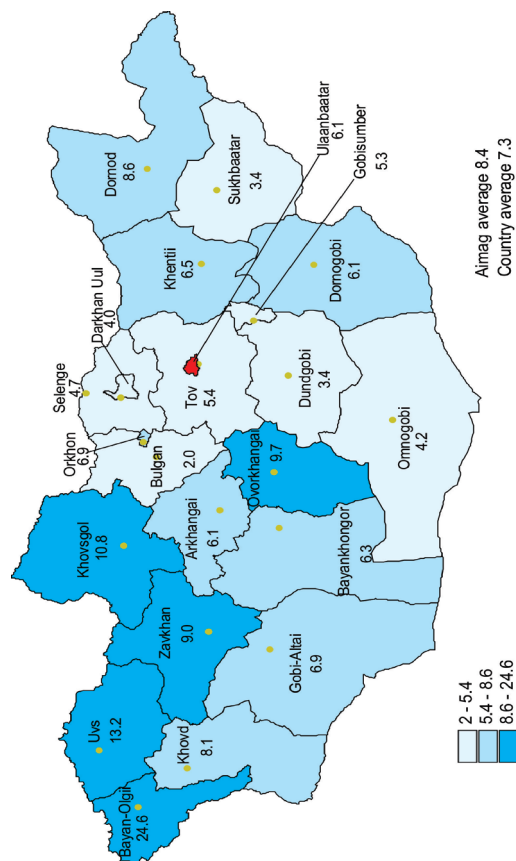 Bayan-Olgii
24.6
Uvs
13.2
Khovd
8.1
Zavkhan
9.0
Gobi-Altai
6.9
Khovsgol
10.8
Arkhangai
6.1
Bayankhongor
6.3
Ovorkhangai
9.7
Orkhon
6.9
Bulgan
2.0
Selenge
4.7
Darkhan Uul
4.0
Tov
5.4
Omnogobi
4.2
Dundgobi
3.4
Khentii
6.5
Domogobi
6.1
Domod
8.6
Sukhbaatar
3.4
Ulaanbaatar
6.1
Gobisumber
5.3
2 - 5.4
5.4 - 8.6
8.6 - 24.6
Aimag average 8.4
Country average 7.3